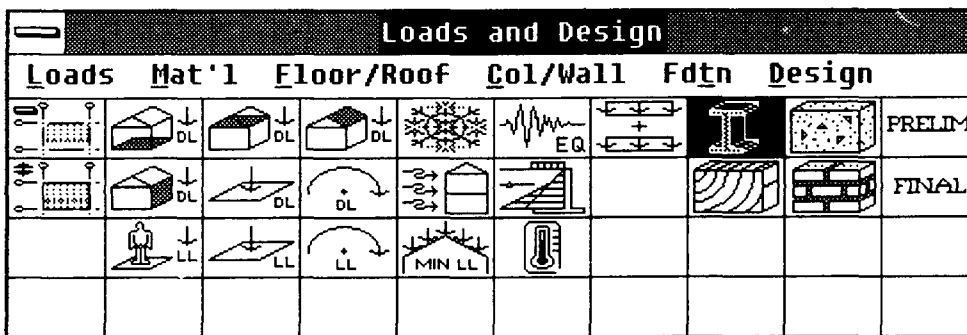 Loads and Design
Loads Mat'l Floor/Roof Col/Wall Fdtn Design
DL DL DL EQ PRELIM
DL DL DL FINAL
LL LL LL MIN LL